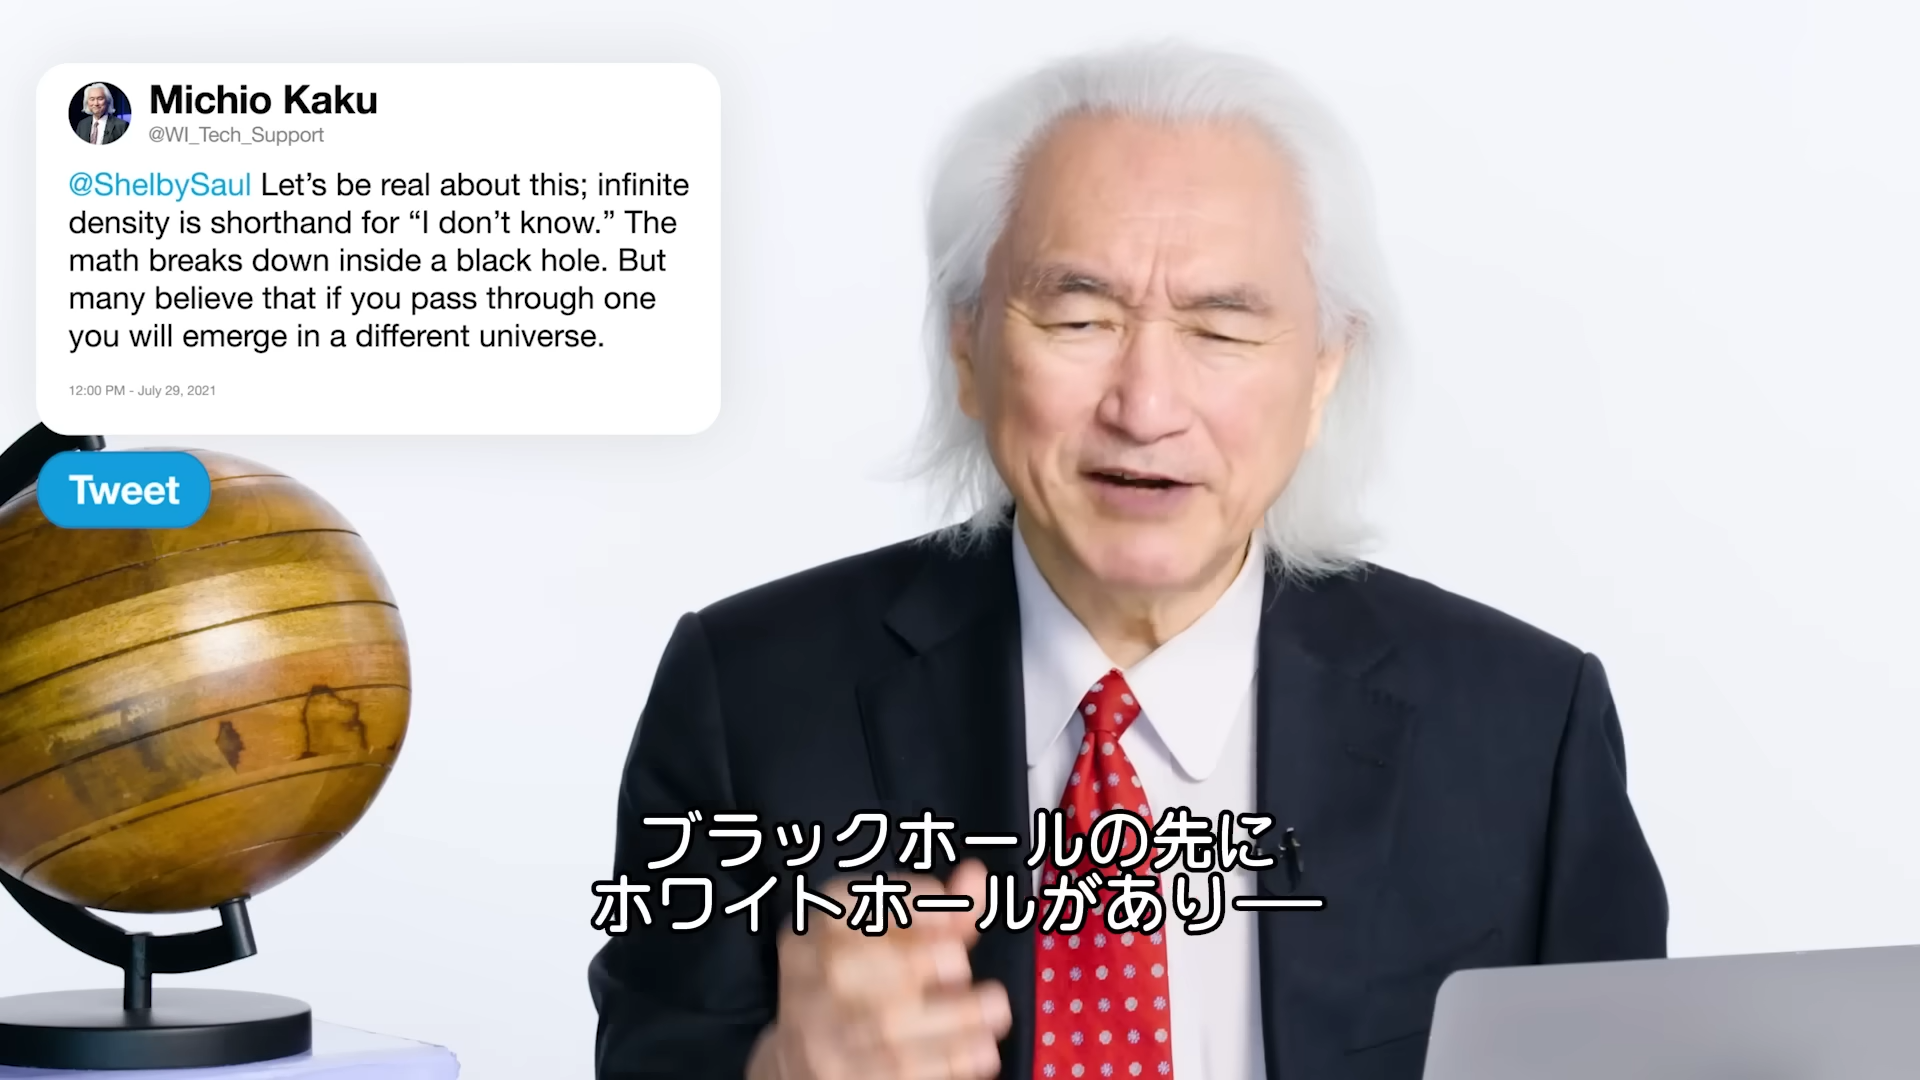 Michio Kaku
@WI_Tech_Support
@ShelbySaul Let’s be real about this; infinite
density is shorthand for “I don’t know.” The
math breaks down inside a black hole. But
many believe that if you pass through one
you will emerge in a different universe.
12:00 PM - July 29, 2021
Tweet
ブラックホールの先に
ホワイトホールがあり──